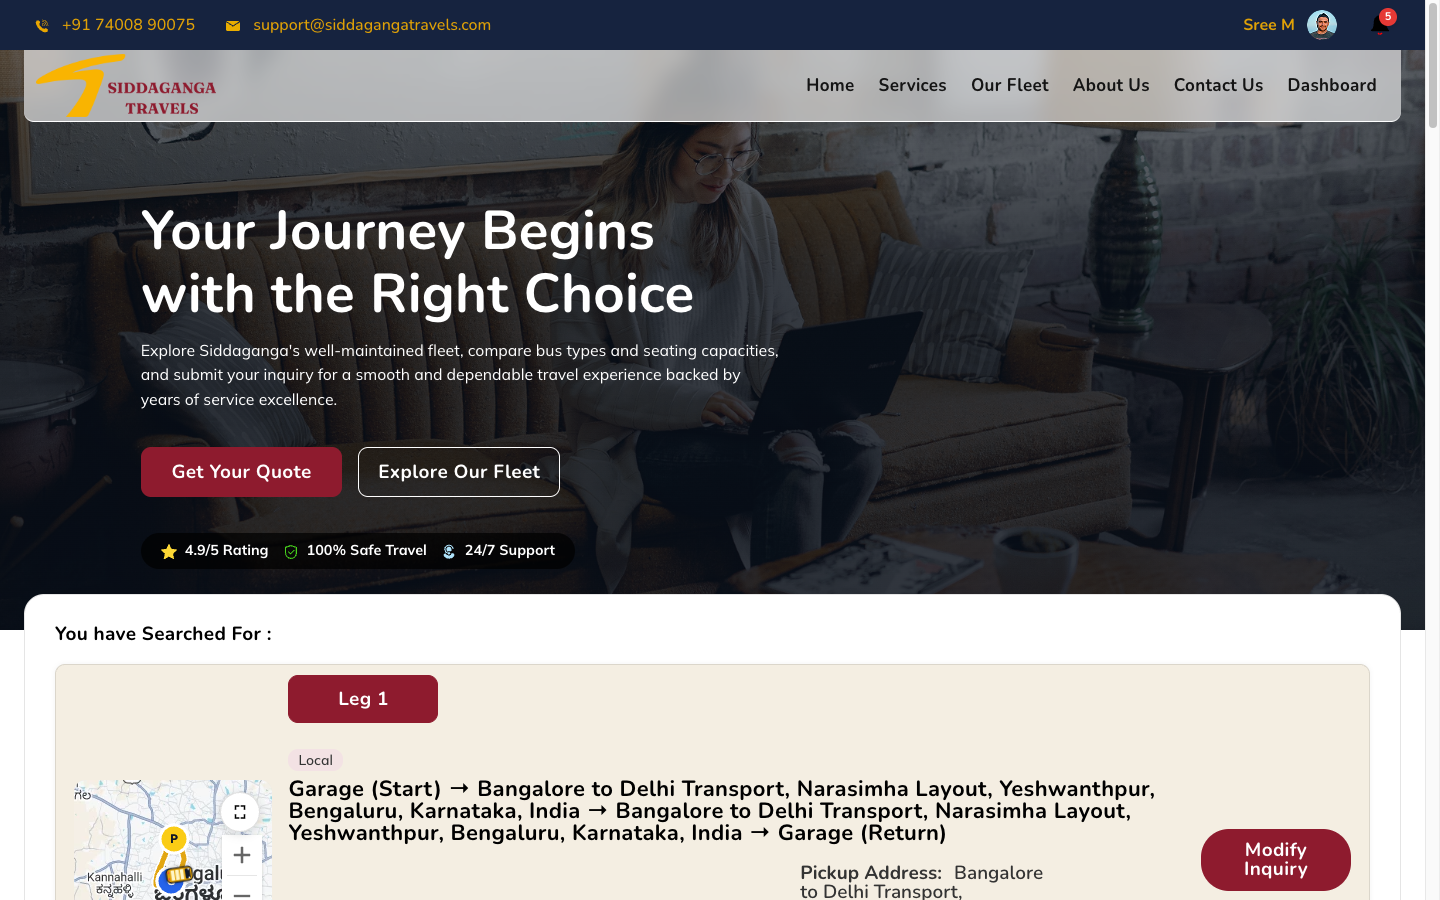 +91 74008 90075
support@siddagangatravels.com
Sree M
5
SIDDAGANGA
TRAVELS
Home
Services
Our Fleet
About Us
Contact Us
Dashboard
Your Journey Begins
with the Right Choice
Explore Siddaganga's well-maintained fleet, compare bus types and seating capacities,
and submit your inquiry for a smooth and dependable travel experience backed by
years of service excellence.
Get Your Quote
Explore Our Fleet
4.9/5 Rating
100% Safe Travel
24/7 Support
You have Searched For :
Leg 1
Local
Garage (Start) → Bangalore to Delhi Transport, Narasimha Layout, Yeshwanthpur,
Bengaluru, Karnataka, India → Bangalore to Delhi Transport, Narasimha Layout,
Yeshwanthpur, Bengaluru, Karnataka, India → Garage (Return)
P
Kannahalli
ಕನ್ನಹಳ್ಳಿ
Pickup Address: Bangalore
to Delhi Transport,
Modify
Inquiry